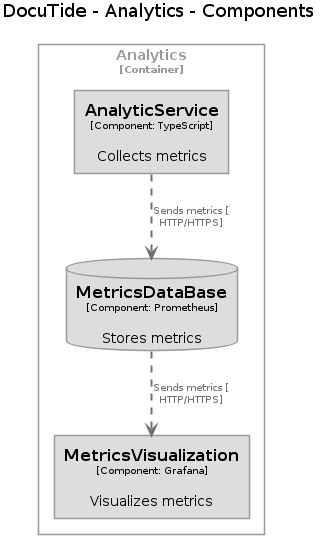 DocuTide - Analytics - Components
Analytics
[Container]
AnalyticService
[Component: TypeScript]
Collects metrics
Sends metrics [
HTTP/HTTPS]
MetricsDataBase
[Component: Prometheus]
Stores metrics
Sends metrics [
HTTP/HTTPS]
MetricsVisualization
[Component: Grafana]
Visualizes metrics